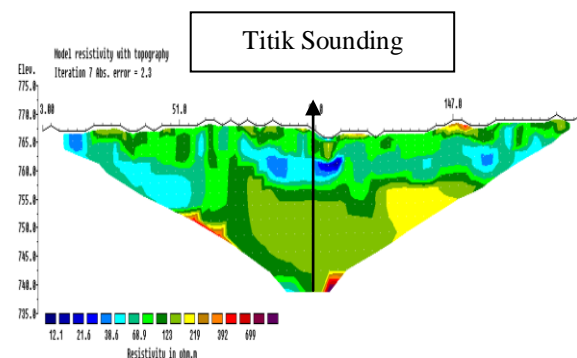 Titik Sounding
Model resistivity with topography
Iteration 7 Abs. error = 2.3
Elev.
775.0
3.00
51.0
.0
147.0
770.0
765.0
760.0
755.0
750.0
745.0
740.0
735.0
12.1 21.6 38.6 68.9 123 219 392 699
Resistivity in ohm.m